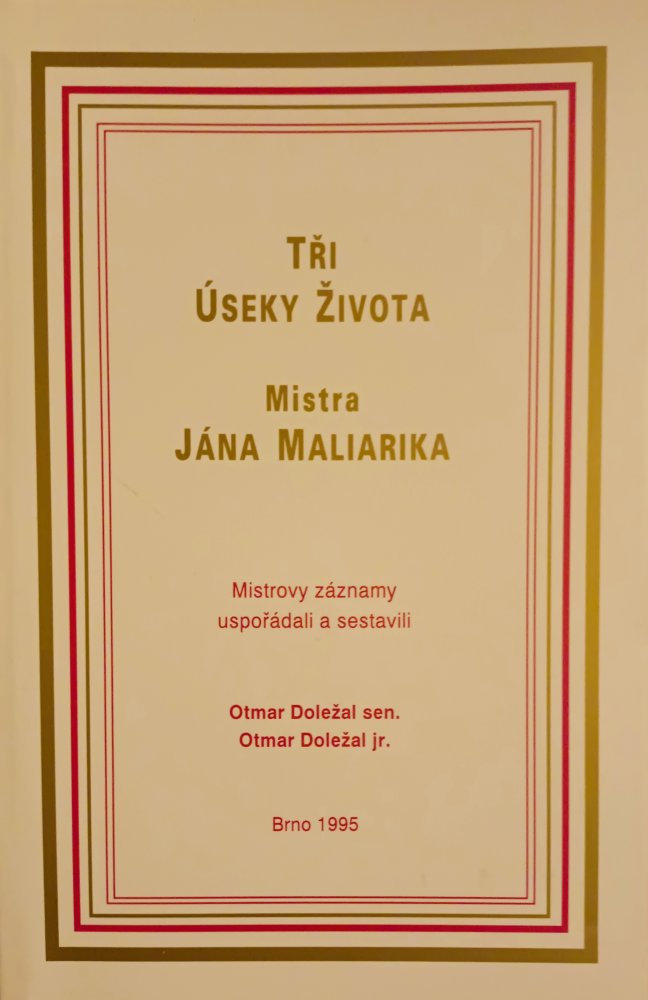 Tři
Úseky Života
Mistra
Jána Maliarika
Mistrovy záznamy
uspořádali a sestavili
Otmar Doležal sen.
Otmar Doležal jr.
Brno 1995